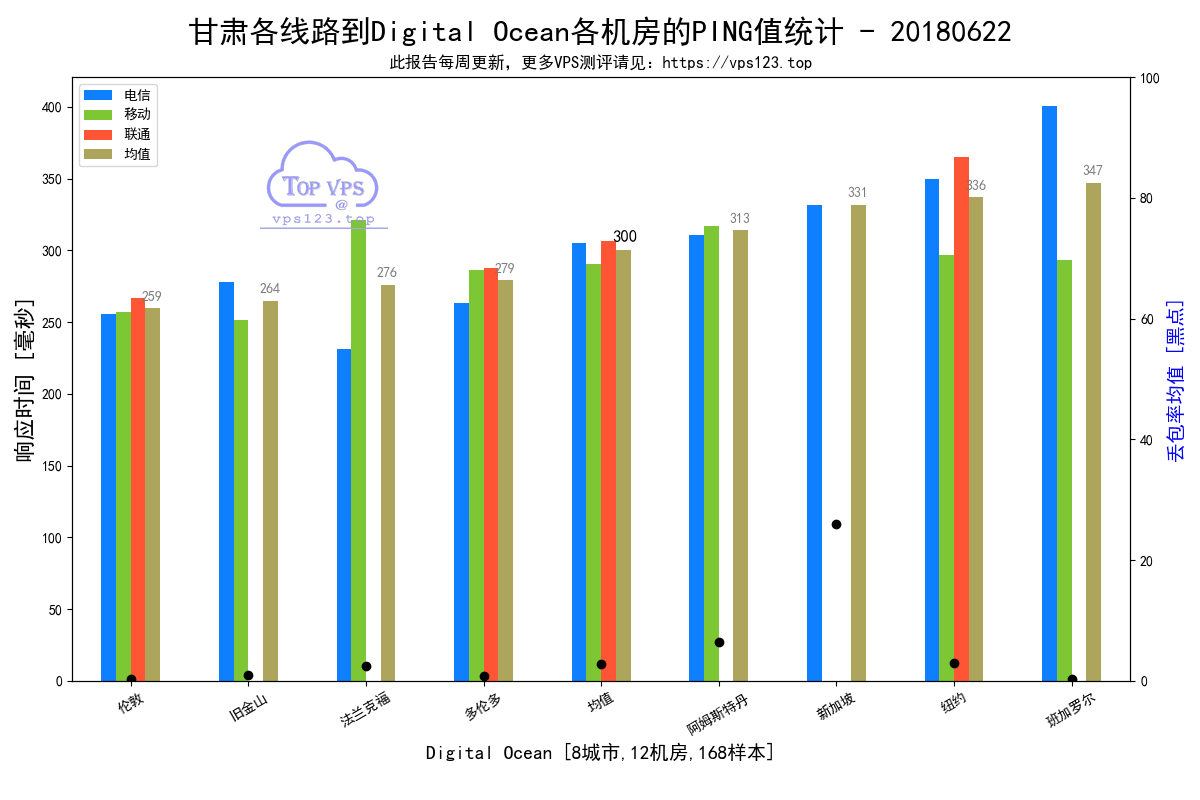 甘肃各线路到Digital Ocean各机房的PING值统计 - 20180622
此报告每周更新，更多VPS测评请见：https://vps123.top
电信
移动
联通
均值
TOP VPS
@
vps123.top
响应时间 [毫秒]
0
50
100
150
200
250
300
350
400
丢包率均值 [黑点]
0
20
40
60
80
100
259
264
276
279
300
313
331
336
347
伦敦
旧金山
法兰克福
多伦多
均值
阿姆斯特丹
新加坡
纽约
班加罗尔
Digital Ocean [8城市,12机房,168样本]